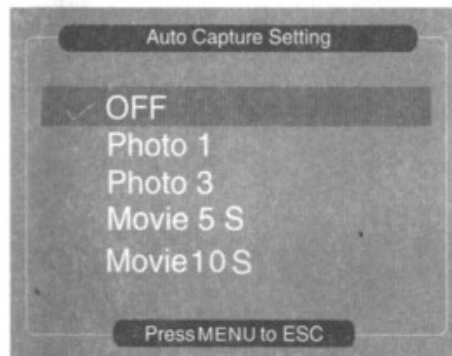 Auto Capture Setting
OFF
Photo 1
Photo 3
Movie 5 S
Movie10 S
Press MENU to ESC